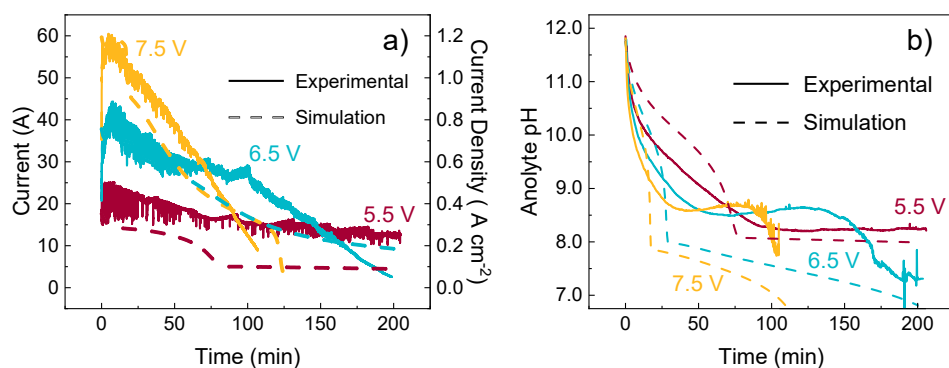 a)
7.5 V
Experimental
Simulation
6.5 V
5.5 V
60
50
40
30
20
10
0
Current (A)
1.2
1.0
0.8
0.6
0.4
0.2
0.0
Current Density ( A cm⁻²)
0 50 100 150 200
Time (min)
b)
Experimental
Simulation
5.5 V
6.5 V
7.5 V
12.0
11.0
10.0
9.0
8.0
7.0
Anolyte pH
0 50 100 150 200
Time (min)